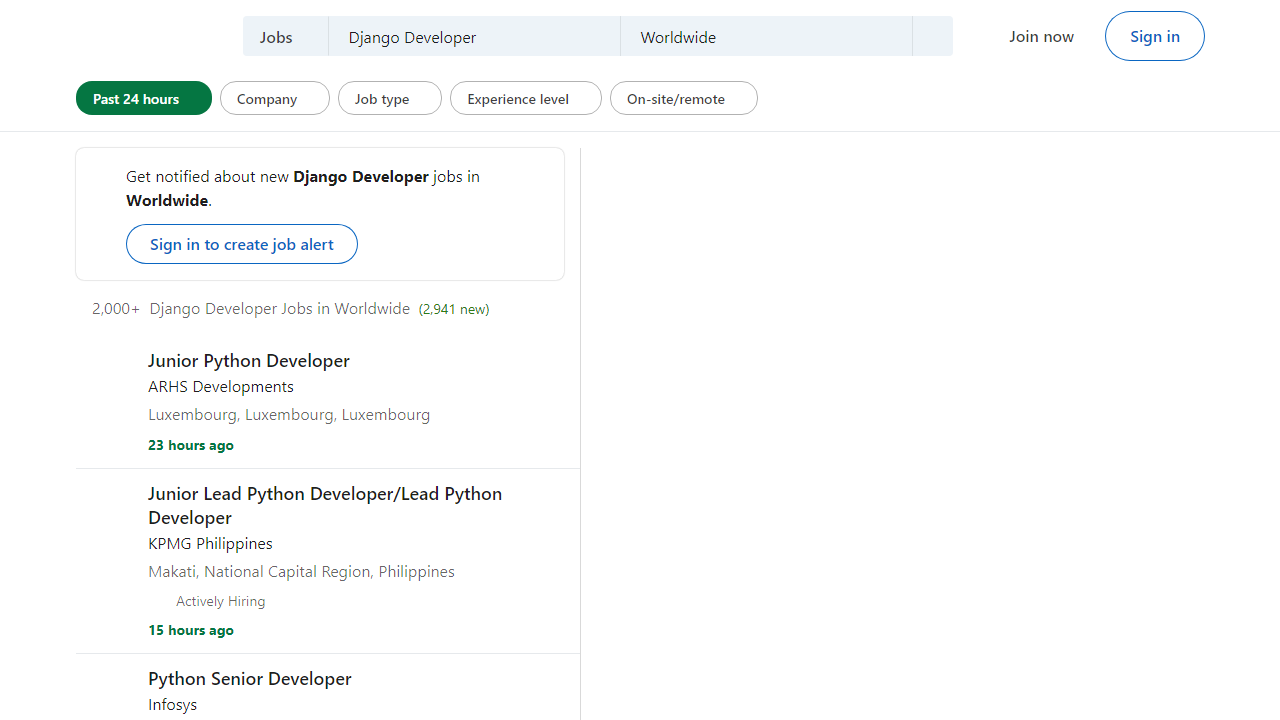 Jobs Django Developer Worldwide Join now Sign in
Past 24 hours Company Job type Experience level On-site/remote
Get notified about new Django Developer jobs in
Worldwide.
Sign in to create job alert
2,000+ Django Developer Jobs in Worldwide (2,941 new)
Junior Python Developer
ARHS Developments
Luxembourg, Luxembourg, Luxembourg
23 hours ago
Junior Lead Python Developer/Lead Python
Developer
KPMG Philippines
Makati, National Capital Region, Philippines
Actively Hiring
15 hours ago
Python Senior Developer
Infosys